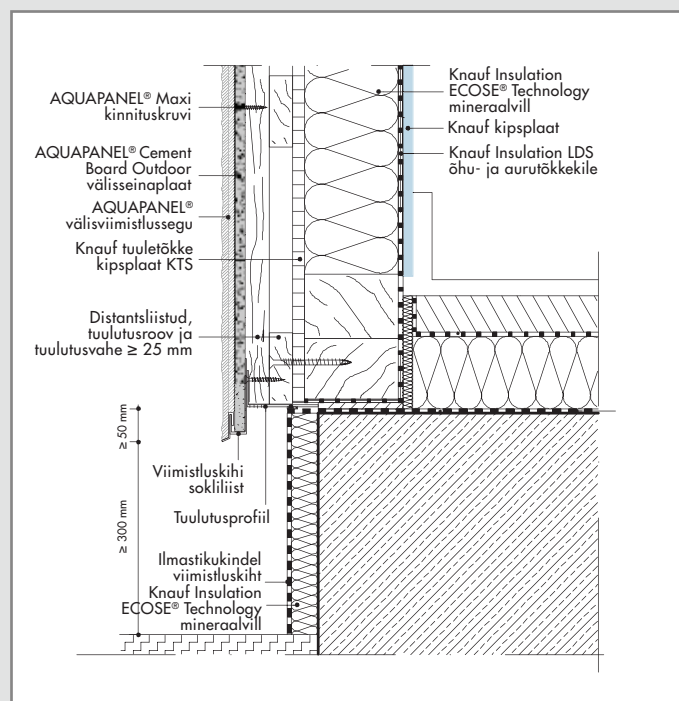 AQUAPANEL® Maxi
kinnituskruvi
AQUAPANEL® Cement
Board Outdoor
välisseinaplaat
AQUAPANEL®
välisviimistlussegu
Knauf tuuletõkke
kipsplaat KTS
Distantsliistud,
tuulutusroov ja
tuulutusvahe ≥ 25 mm
≥ 50 mm
≥ 300 mm
Viimistluskihi
sokliliist
Tuulutusprofiil
Ilmastikukindel
viimistluskiht
Knauf Insulation
ECOSE® Technology
mineraalvill
Knauf Insulation
ECOSE® Technology
mineraalvill
Knauf kipsplaat
Knauf Insulation LDS
õhu- ja aurutõkkekile